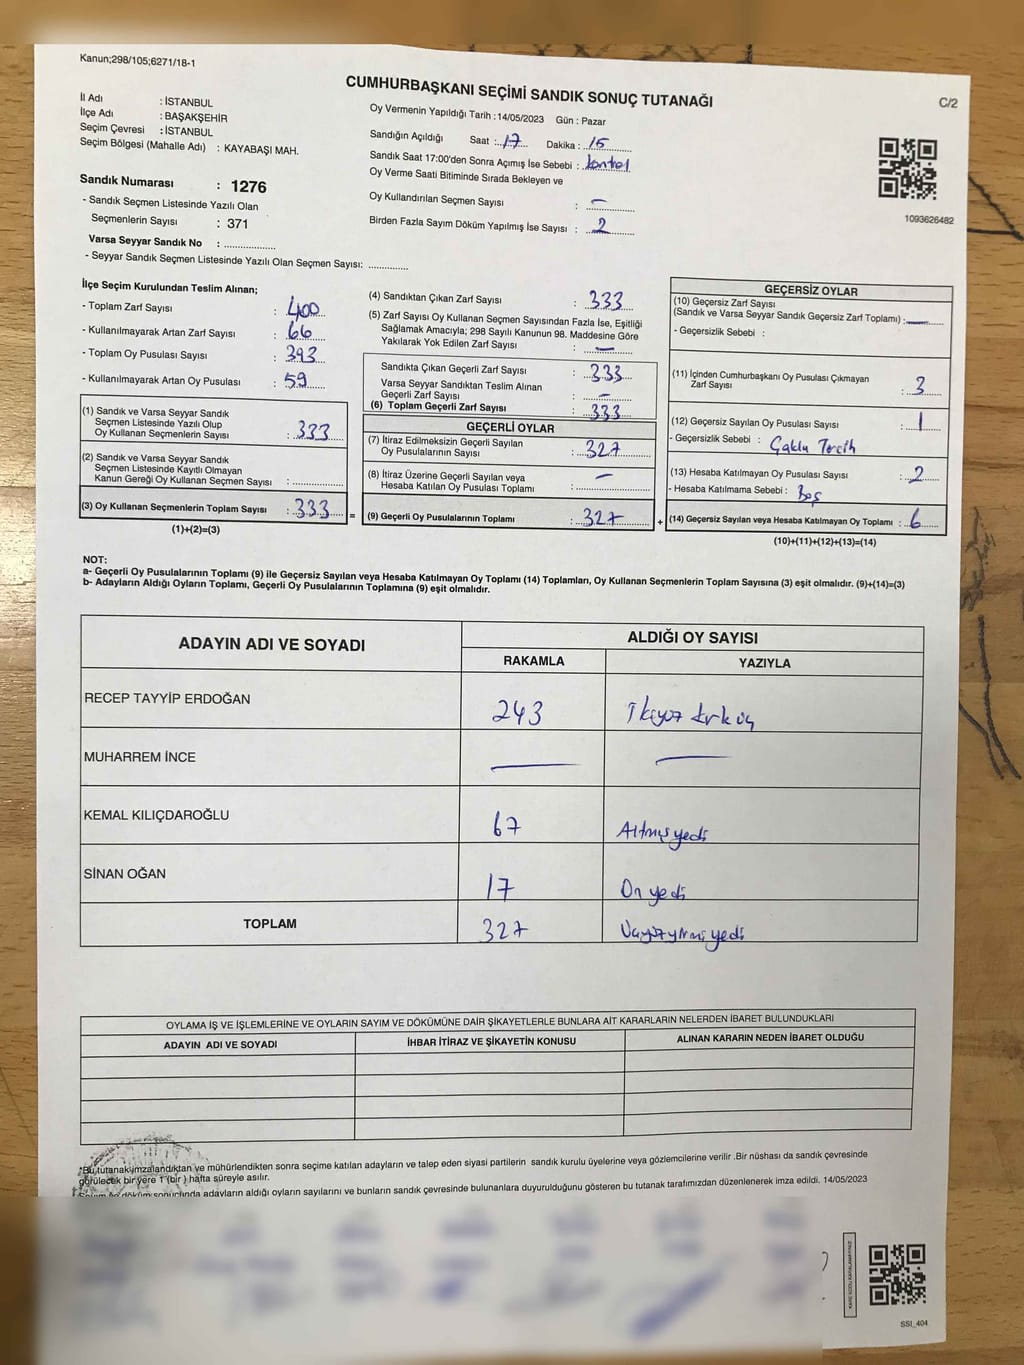 Kanun;298/105;6271/18-1
CUMHURBAŞKANI SEÇİMİ SANDIK SONUÇ TUTANAĞI
C/2
İl Adı : İSTANBUL
İlçe Adı : BAŞAKŞEHİR
Seçim Çevresi : İSTANBUL
Seçim Bölgesi (Mahalle Adı) : KAYABAŞI MAH.
Oy Vermenin Yapıldığı Tarih :14/05/2023 Gün : Pazar
Sandığın Açıldığı Saat :..17.... Dakika :..15......
Sandık Saat 17:00'den Sonra Açımış İse Sebebi : kontrol
Oy Verme Saati Bitiminde Sırada Bekleyen ve
Oy Kullandırılan Seçmen Sayısı : –
Birden Fazla Sayım Döküm Yapılmış İse Sayısı : 2
1093626482
Sandık Numarası : 1276
- Sandık Seçmen Listesinde Yazılı Olan
Seçmenlerin Sayısı : 371
Varsa Seyyar Sandık No : ..................
- Seyyar Sandık Seçmen Listesinde Yazılı Olan Seçmen Sayısı: ..............
İlçe Seçim Kurulundan Teslim Alınan;
- Toplam Zarf Sayısı : 400
- Kullanılmayarak Artan Zarf Sayısı : 66
- Toplam Oy Pusulası Sayısı : 393
- Kullanılmayarak Artan Oy Pusulası : 59
(1) Sandık ve Varsa Seyyar Sandık
Seçmen Listesinde Yazılı Olup
Oy Kullanan Seçmenlerin Sayısı : 333
(2) Sandık ve Varsa Seyyar Sandık
Seçmen Listesinde Kayıtlı Olmayan
Kanun Gereği Oy Kullanan Seçmen Sayısı : ................
(3) Oy Kullanan Seçmenlerin Toplam Sayısı : 333 =
(1)+(2)=(3)
(4) Sandıktan Çıkan Zarf Sayısı : 333
(5) Zarf Sayısı Oy Kullanan Seçmen Sayısından Fazla İse, Eşitliği
Sağlamak Amacıyla; 298 Sayılı Kanunun 98. Maddesine Göre
Yakılarak Yok Edilen Zarf Sayısı : –
Sandıkta Çıkan Geçerli Zarf Sayısı : 333
Varsa Seyyar Sandıktan Teslim Alınan
Geçerli Zarf Sayısı : –
(6) Toplam Geçerli Zarf Sayısı : 333
GEÇERLİ OYLAR
(7) İtiraz Edilmeksizin Geçerli Sayılan
Oy Pusulalarının Sayısı : 327
(8) İtiraz Üzerine Geçerli Sayılan veya
Hesaba Katılan Oy Pusulası Toplamı : –
(9) Geçerli Oy Pusulalarının Toplamı : 327 +
GEÇERSİZ OYLAR
(10) Geçersiz Zarf Sayısı
(Sandık ve Varsa Seyyar Sandık Geçersiz Zarf Toplamı) : –
- Geçersizlik Sebebi :
(11) İçinden Cumhurbaşkanı Oy Pusulası Çıkmayan
Zarf Sayısı : 3
(12) Geçersiz Sayılan Oy Pusulası Sayısı : 1
- Geçersizlik Sebebi : Çoklu Tercih
(13) Hesaba Katılmayan Oy Pusulası Sayısı : 2
- Hesaba Katılmama Sebebi : Boş
(14) Geçersiz Sayılan veya Hesaba Katılmayan Oy Toplamı : 6
(10)+(11)+(12)+(13)=(14)
NOT:
a- Geçerli Oy Pusulalarının Toplamı (9) ile Geçersiz Sayılan veya Hesaba Katılmayan Oy Toplamı (14) Toplamları, Oy Kullanan Seçmenlerin Toplam Sayısına (3) eşit olmalıdır. (9)+(14)=(3)
b- Adayların Aldığı Oyların Toplamı, Geçerli Oy Pusulalarının Toplamına (9) eşit olmalıdır.
ADAYIN ADI VE SOYADI ALDIĞI OY SAYISI
RAKAMLA YAZIYLA
RECEP TAYYİP ERDOĞAN 243 İkiyüz kırk üç
MUHARREM İNCE — —
KEMAL KILIÇDAROĞLU 67 Altmış yedi
SİNAN OĞAN 17 On yedi
TOPLAM 327 Üçyüzyirmi yedi
OYLAMA İŞ VE İŞLEMLERİNE VE OYLARIN SAYIM VE DÖKÜMÜNE DAİR ŞİKAYETLERLE BUNLARA AİT KARARLARIN NELERDEN İBARET BULUNDUKLARI
ADAYIN ADI VE SOYADI İHBAR İTİRAZ VE ŞİKAYETİN KONUSU ALINAN KARARIN NEDEN İBARET OLDUĞU
*Bu tutanak imzalandıktan ve mühürlendikten sonra seçime katılan adayların ve talep eden siyasi partilerin sandık kurulu üyelerine veya gözlemcilerine verilir .Bir nüshası da sandık çevresinde
görülecek bir yere 1 (bir ) hafta süreyle asılır.
Sayım ve döküm sonucunda adayların aldığı oyların sayılarını ve bunların sandık çevresinde bulunanlara duyurulduğunu gösteren bu tutanak tarafımızdan düzenlenerek imza edildi. 14/05/2023
KARE KODU KARALAMAYINIZ
SSI_404